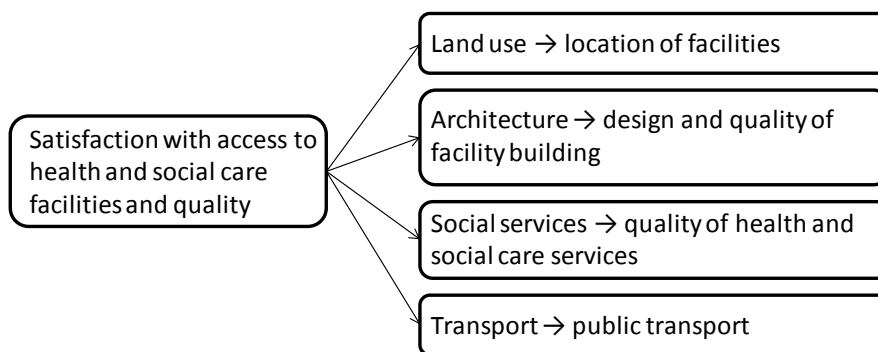 Satisfaction with access to
health and social care
facilities and quality
Land use → location of facilities
Architecture → design and quality of
facility building
Social services → quality of health and
social care services
Transport → public transport